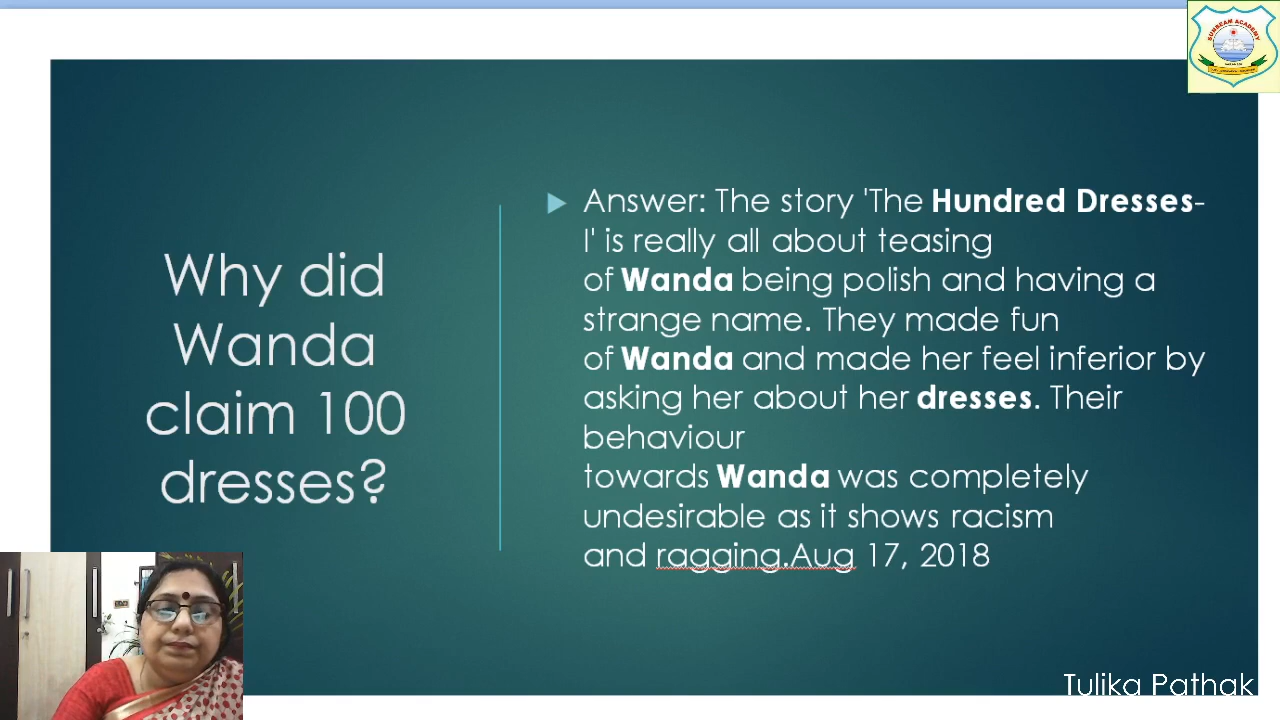 SUNBEAM ACADEMY
Why did
Wanda
claim 100
dresses?
Answer: The story 'The Hundred Dresses-
I' is really all about teasing
of Wanda being polish and having a
strange name. They made fun
of Wanda and made her feel inferior by
asking her about her dresses. Their
behaviour
towards Wanda was completely
undesirable as it shows racism
and ragging.Aug 17, 2018
Tulika Pathak